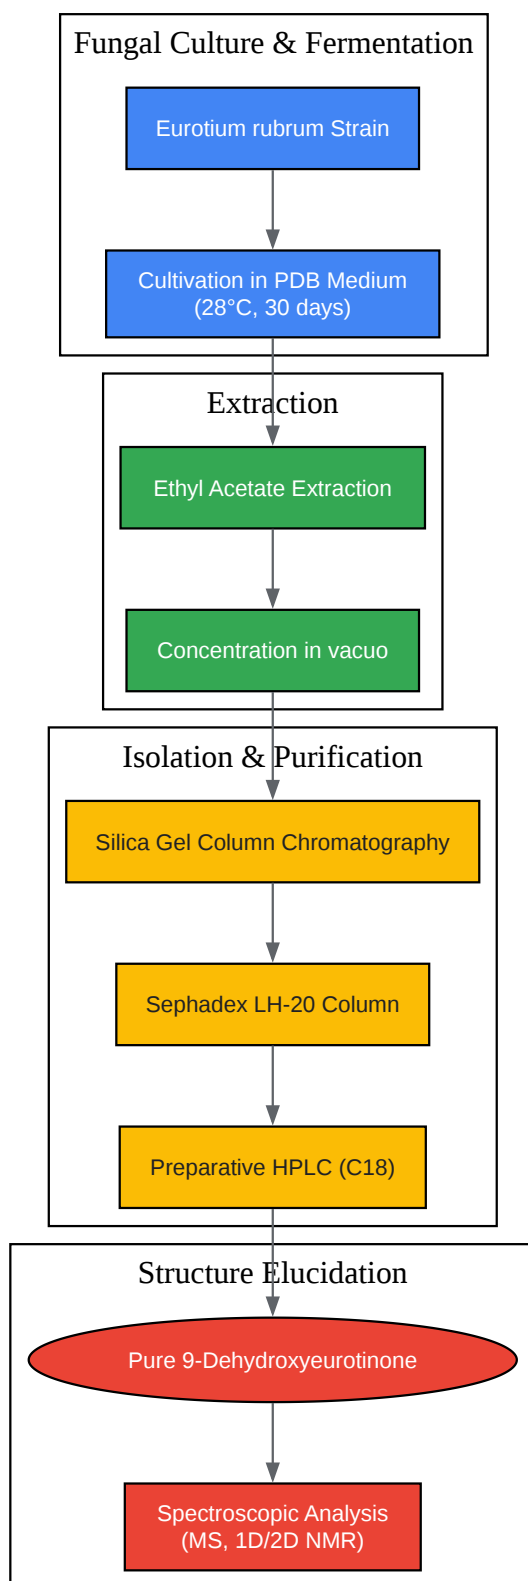 Fungal Culture & Fermentation
Eurotium rubrum Strain
Cultivation in PDB Medium
(28°C, 30 days)
Extraction
Ethyl Acetate Extraction
Concentration in vacuo
Isolation & Purification
Silica Gel Column Chromatography
Sephadex LH-20 Column
Preparative HPLC (C18)
Structure Elucidation
Pure 9-Dehydroxyeurotinone
Spectroscopic Analysis
(MS, 1D/2D NMR)